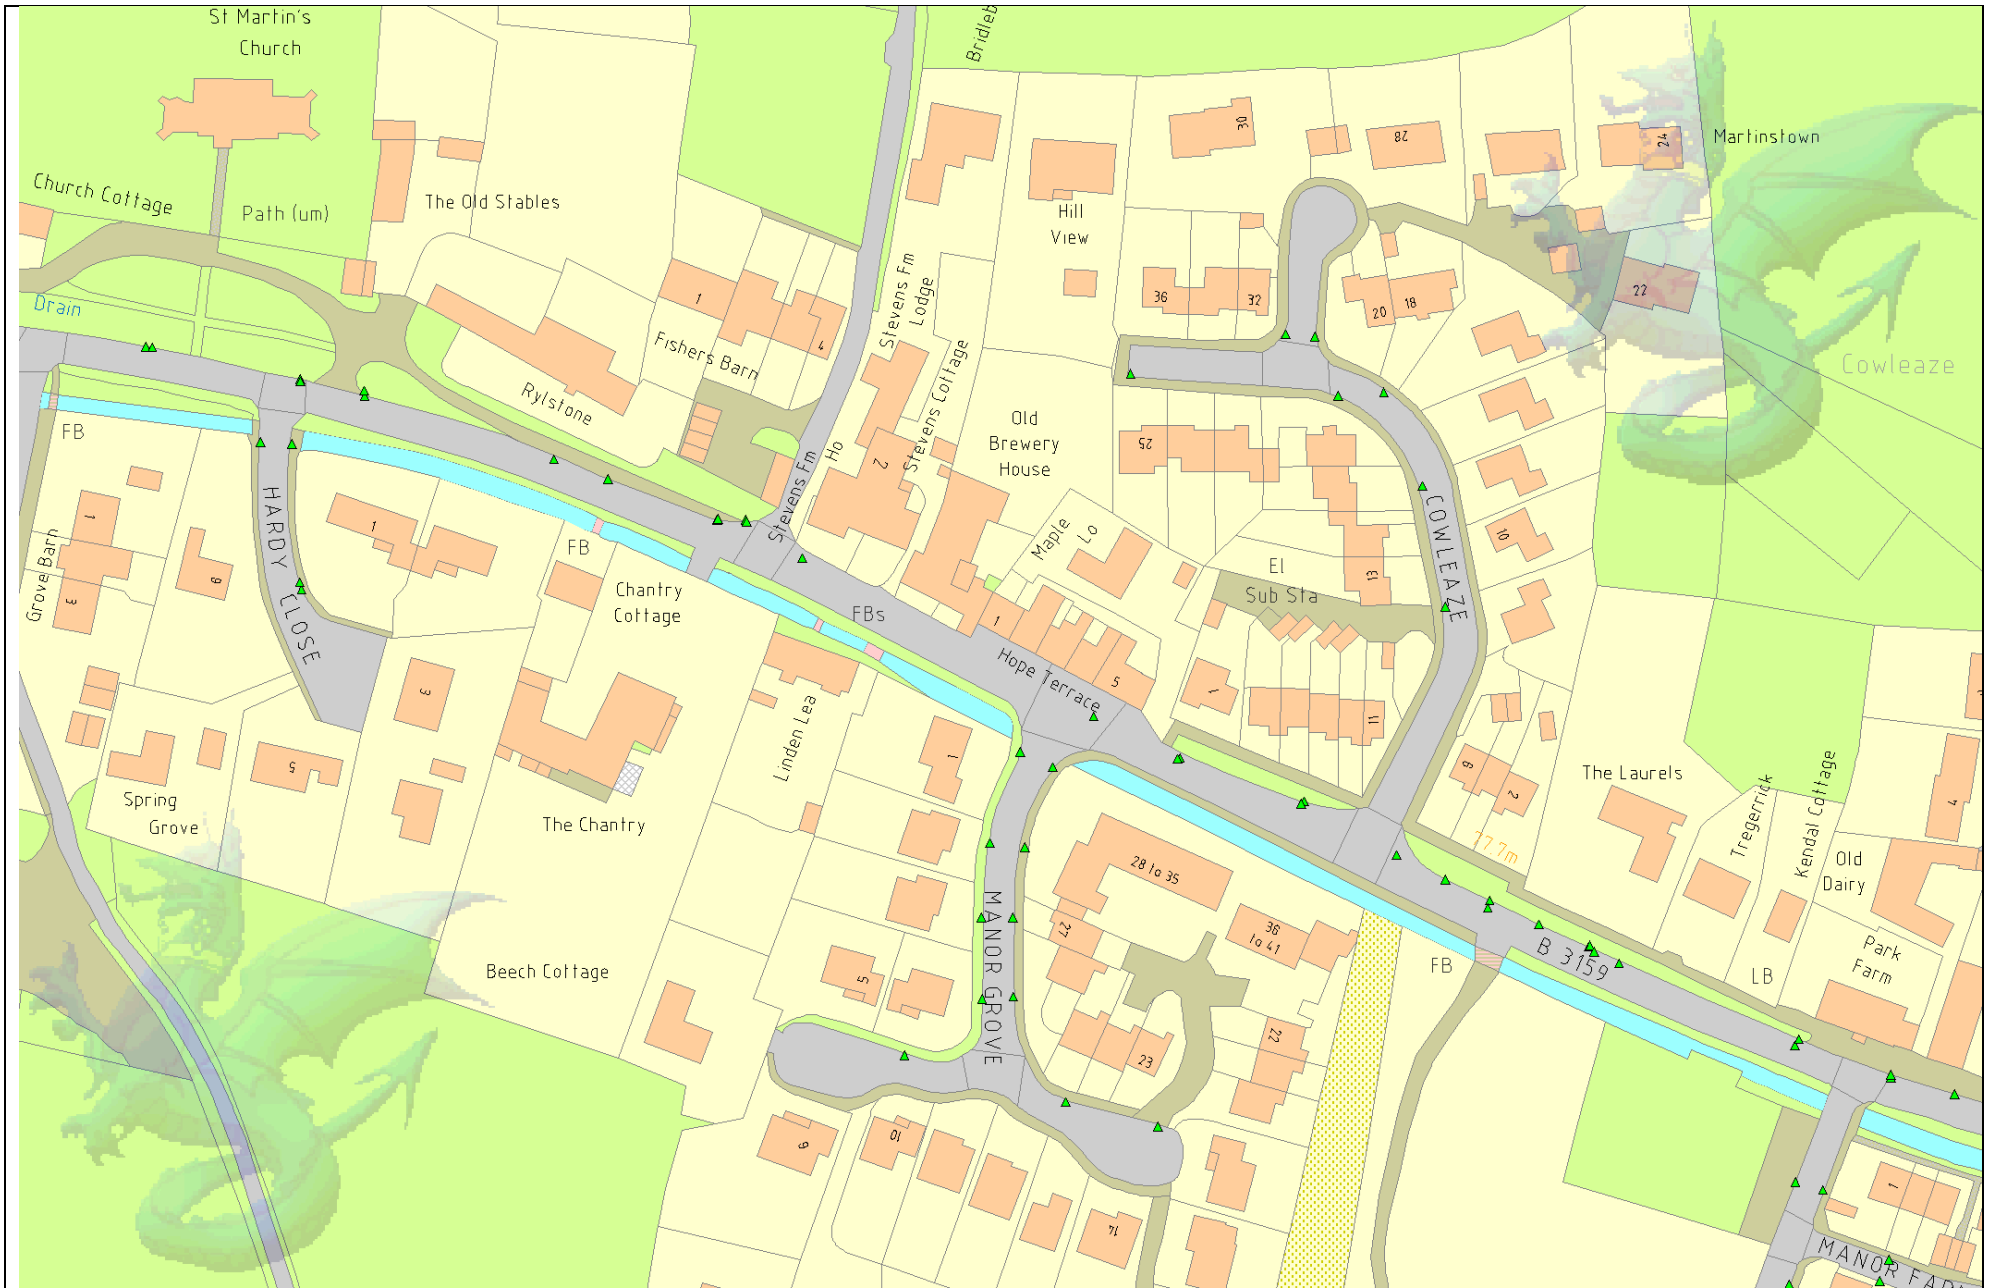 St Martin's
Church
Bridleb
Martinstown
Church Cottage
Path (um)
The Old Stables
Hill
View
30
28
24
22
Drain
1
4
Fishers Barn
Rylstone
Stevens Fm
Lodge
Stevens Cottage
36
32
20
18
Cowleaze
FB
Old
Brewery
House
25
Stevens Fm
Ho
2
HARDY CLOSE
Grove Barn
1
3
9
1
FB
Chantry
Cottage
FBs
Maple
Lo
El
Sub Sta
13
COWLEAZE
10
Hope Terrace
1
5
1
11
3
5
Spring
Grove
The Chantry
Linden Lea
1
6
2
The Laurels
77.7m
Tregerrick
Kendal Cottage
4
Old
Dairy
Park
Farm
LB
B 3159
FB
28 to 35
27
36
to 41
MANOR GROVE
5
Beech Cottage
23
22
9
10
14
1
MANOR FAR